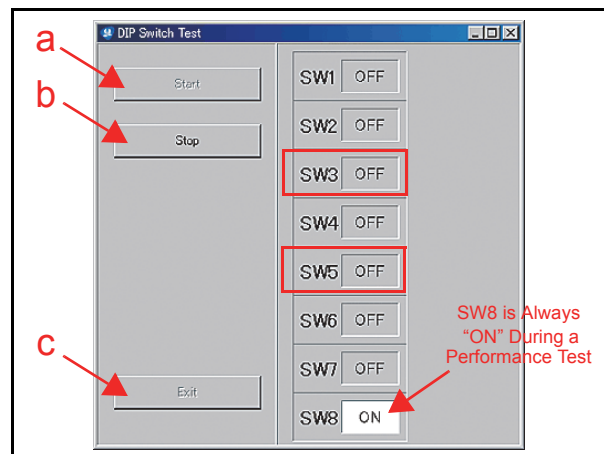 DIP Switch Test
a
Start
b
Stop
c
Exit
SW1 OFF
SW2 OFF
SW3 OFF
SW4 OFF
SW5 OFF
SW6 OFF
SW7 OFF
SW8 ON
SW8 is Always
“ON” During a
Performance Test